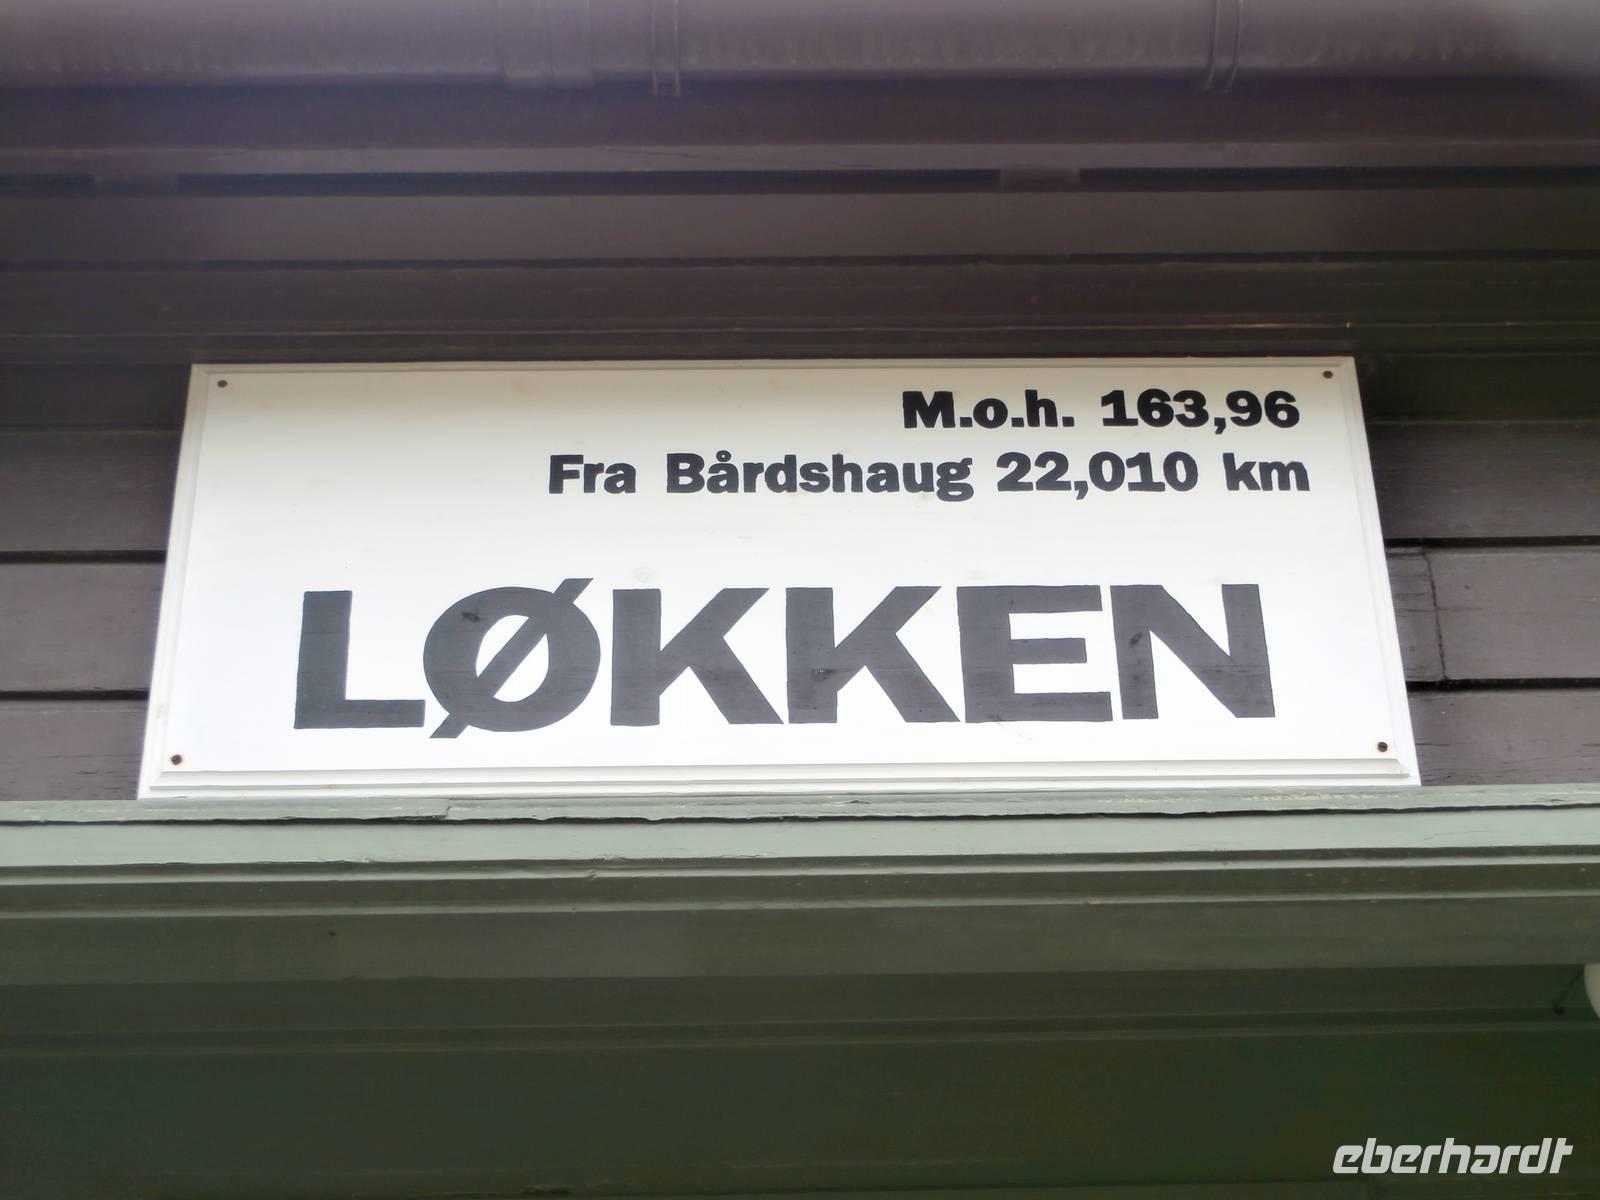 M.o.h. 163,96
Fra Bårdshaug 22,010 km
LØKKEN
eberhardt